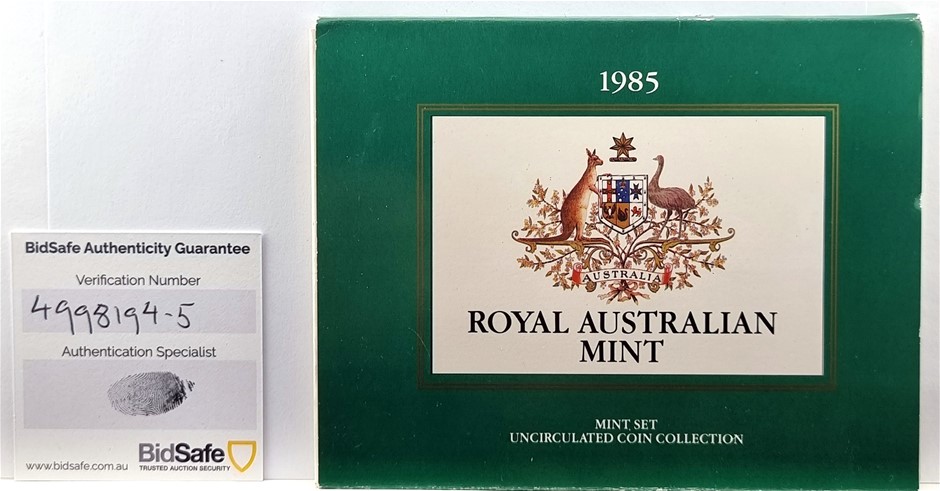 BidSafe Authenticity Guarantee
Verification Number
4998194-5
Authentication Specialist
www.bidsafe.com.au
BidSafe
TRUSTED AUCTION SECURITY
1985
AUSTRALIA
ROYAL AUSTRALIAN
MINT
MINT SET
UNCIRCULATED COIN COLLECTION